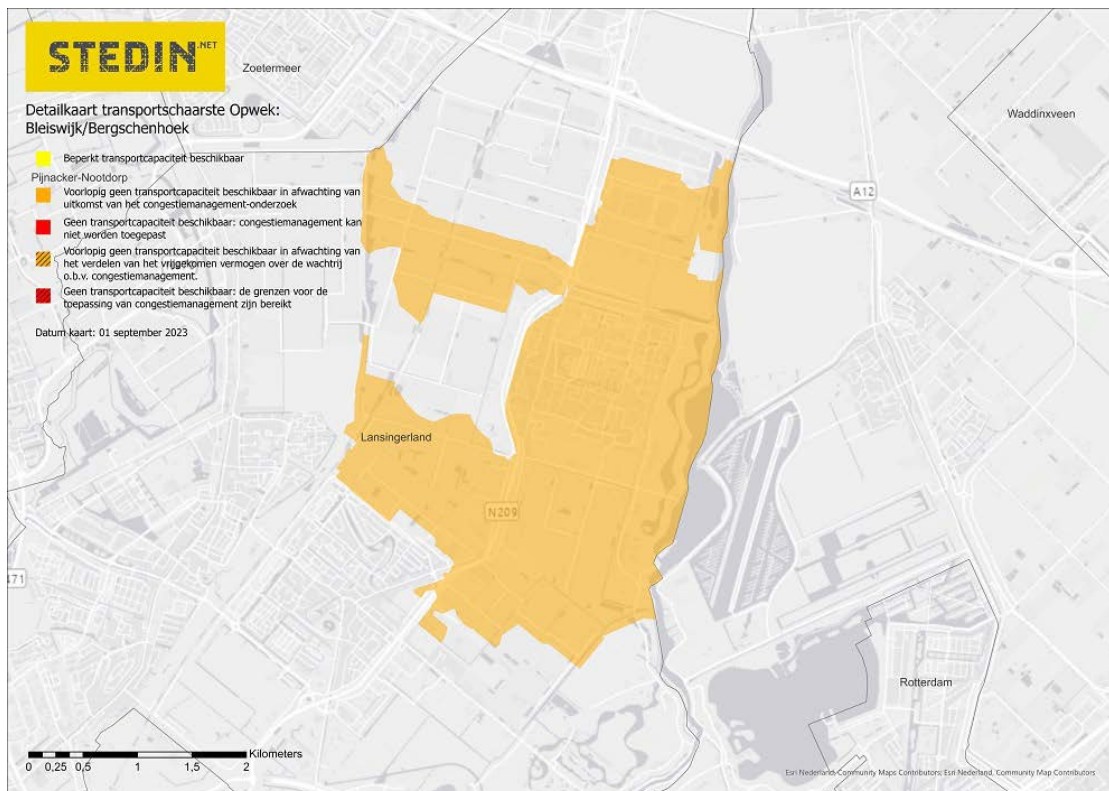 STEDIN.NET
Zoetermeer
Detailkaart transportschaarste Opwek:
Bleiswijk/Bergschenhoek
Waddinxveen
Beperkt transportcapaciteit beschikbaar
Pijnacker-Nootdorp
Voorlopig geen transportcapaciteit beschikbaar in afwachting van
uitkomst van het congestiemanagement-onderzoek
A12
Geen transportcapaciteit beschikbaar: congestiemanagement kan
niet worden toegepast
Voorlopig geen transportcapaciteit beschikbaar in afwachting van
het verdelen van het vrijgekomen vermogen over de wachtrij
o.b.v. congestiemanagement.
Geen transportcapaciteit beschikbaar: de grenzen voor de
toepassing van congestiemanagement zijn bereikt
Datum kaart: 01 september 2023
Lansingerland
N209
471
Rotterdam
Kilometers
0 0,25 0,5 1 1,5 2
Esri Nederland, Community Maps Contributors; Esri Nederland, Community Map Contributors